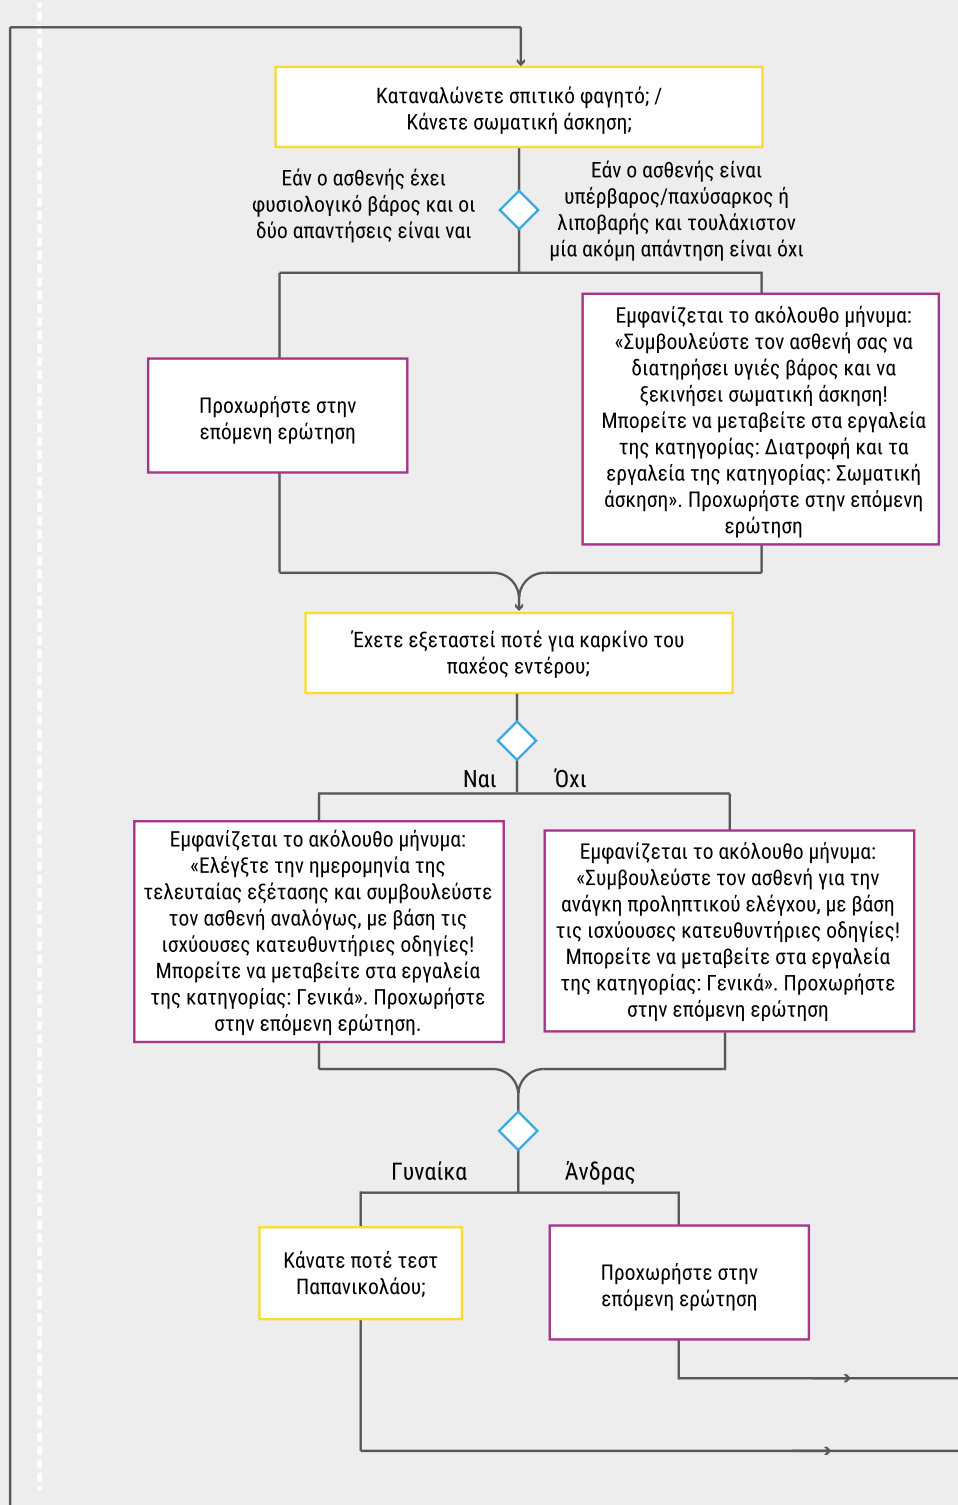 Καταναλώνετε σπιτικό φαγητό; /
Κάνετε σωματική άσκηση;
Εάν ο ασθενής έχει
φυσιολογικό βάρος και οι
δύο απαντήσεις είναι ναι
Εάν ο ασθενής είναι
υπέρβαρος/παχύσαρκος ή
λιποβαρής και τουλάχιστον
μία ακόμη απάντηση είναι όχι
Προχωρήστε στην
επόμενη ερώτηση
Εμφανίζεται το ακόλουθο μήνυμα:
«Συμβουλεύστε τον ασθενή σας να
διατηρήσει υγιές βάρος και να
ξεκινήσει σωματική άσκηση!
Μπορείτε να μεταβείτε στα εργαλεία
της κατηγορίας: Διατροφή και τα
εργαλεία της κατηγορίας: Σωματική
άσκηση». Προχωρήστε στην επόμενη
ερώτηση
Έχετε εξεταστεί ποτέ για καρκίνο του
παχέος εντέρου;
Ναι
Όχι
Εμφανίζεται το ακόλουθο μήνυμα:
«Ελέγξτε την ημερομηνία της
τελευταίας εξέτασης και συμβουλεύστε
τον ασθενή αναλόγως, με βάση τις
ισχύουσες κατευθυντήριες οδηγίες!
Μπορείτε να μεταβείτε στα εργαλεία
της κατηγορίας: Γενικά». Προχωρήστε
στην επόμενη ερώτηση.
Εμφανίζεται το ακόλουθο μήνυμα:
«Συμβουλεύστε τον ασθενή για την
ανάγκη προληπτικού ελέγχου, με βάση
τις ισχύουσες κατευθυντήριες οδηγίες!
Μπορείτε να μεταβείτε στα εργαλεία
της κατηγορίας: Γενικά». Προχωρήστε
στην επόμενη ερώτηση
Γυναίκα
Άνδρας
Κάνατε ποτέ τεστ
Παπανικολάου;
Προχωρήστε στην
επόμενη ερώτηση